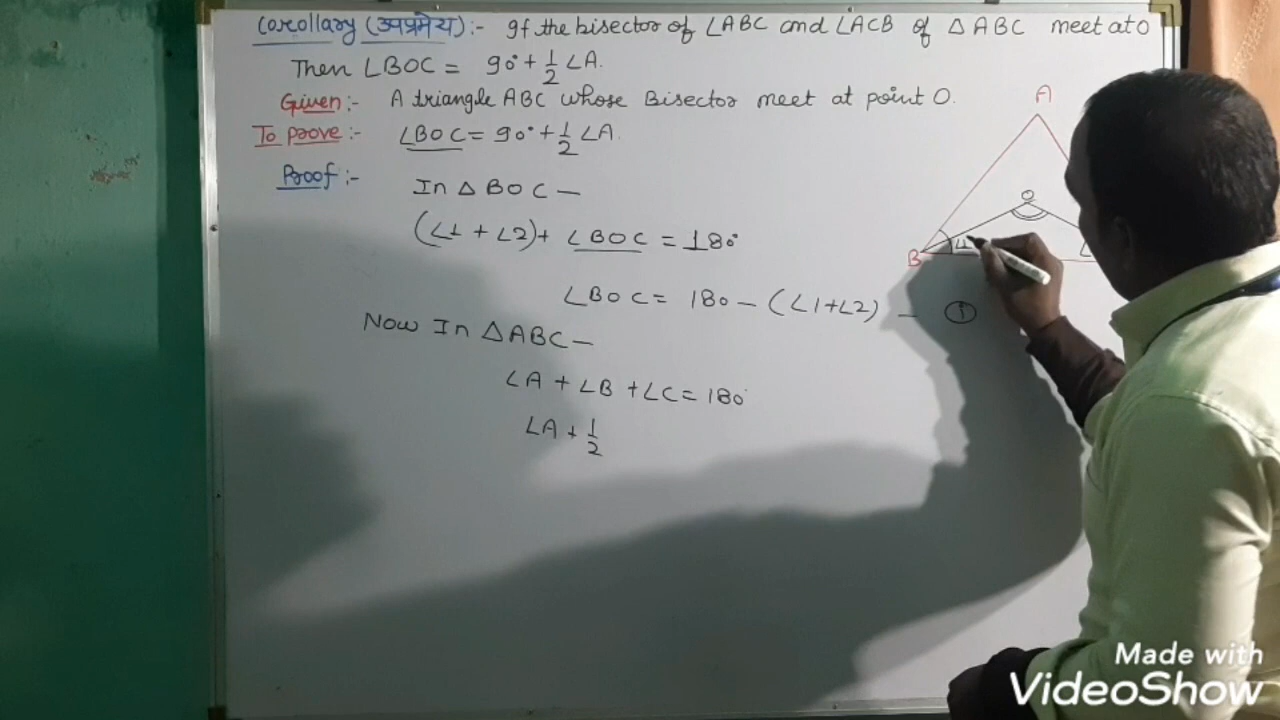 Corollary (उपप्रमेय) :- If the bisector of ∠ABC and ∠ACB of △ABC meet at O
Then ∠BOC = 90° + 1/2 ∠A.
Given :- A triangle ABC whose Bisector meet at point O.
To prove :- ∠BOC = 90° + 1/2 ∠A.
Proof :- In △BOC —
(∠1 + ∠2) + ∠BOC = 180°
∠BOC = 180 − (∠1+∠2) — ①
Now In △ABC —
∠A + ∠B + ∠C = 180°
∠A + 1/2
A
O
B
Made with
VideoShow